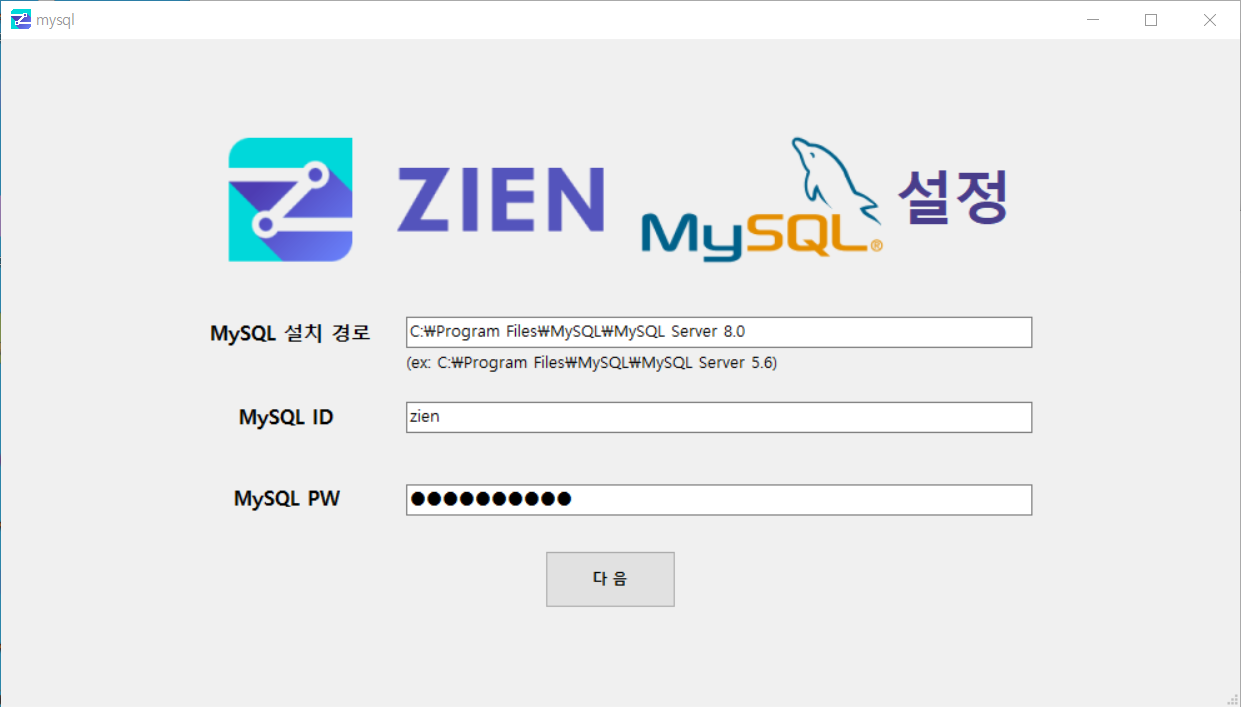 mysql
ZIEN MySQL® 설정
MySQL 설치 경로 C:₩Program Files₩MySQL₩MySQL Server 8.0
(ex: C:₩Program Files₩MySQL₩MySQL Server 5.6)
MySQL ID zien
MySQL PW ●●●●●●●●●●
다 음